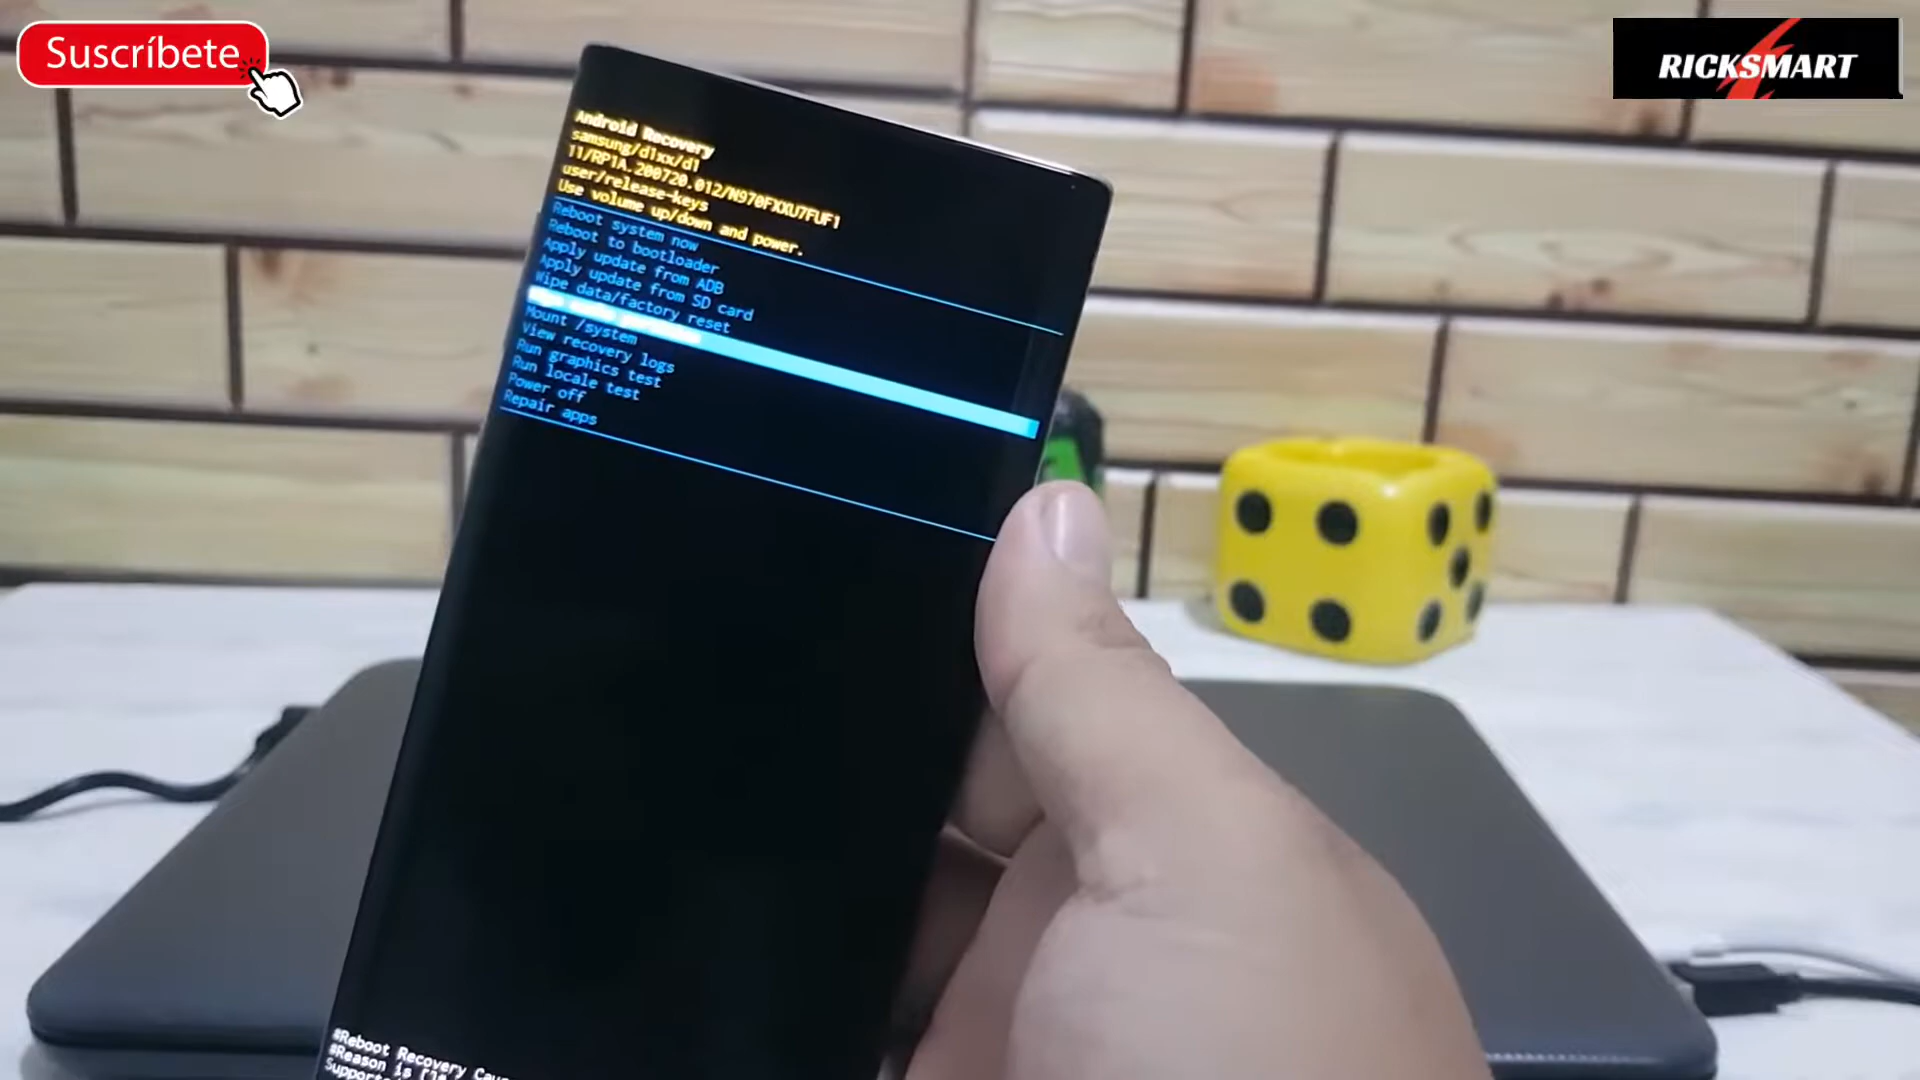 Suscríbete
RICKSMART
Android Recovery
samsung/d1xx/d1
11/RP1A.200720.012/N970FXXU7FUF1
user/release-keys
Use volume up/down and power.
Reboot system now
Reboot to bootloader
Apply update from ADB
Apply update from SD card
Wipe data/factory reset
Mount /system
View recovery logs
Run graphics test
Run locale test
Power off
Repair apps
#Reboot Recovery
#Reason is